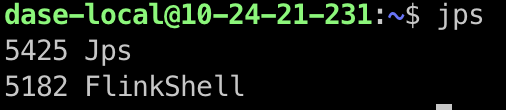 dase-local@10-24-21-231:~$ jps
5425 Jps
5182 FlinkShell